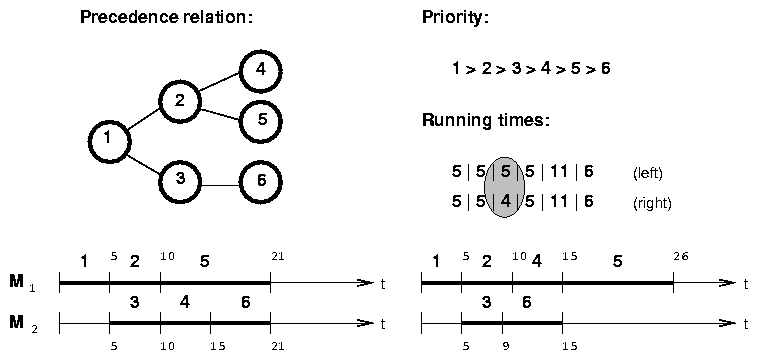 Precedence relation:
Priority:
1 > 2 > 3 > 4 > 5 > 6
Running times:
5 | 5 | 5 | 5 | 11 | 6 (left)
5 | 5 | 4 | 5 | 11 | 6 (right)
4
2
5
1
3
6
1 5 2 10 5 21
M 1 t
3 4 6
M 2 t
5 10 15 21
1 5 2 10 4 15 5 26
t
3 6
t
5 9 15